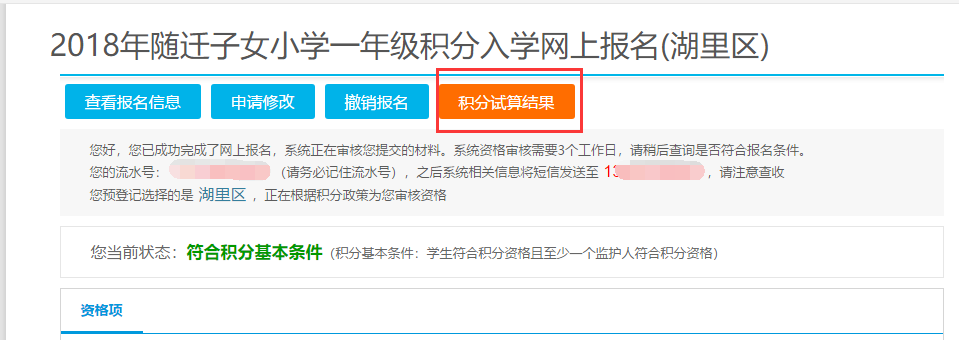 2018年随迁子女小学一年级积分入学网上报名(湖里区)
查看报名信息 申请修改 撤销报名 积分试算结果
您好，您已成功完成了网上报名，系统正在审核您提交的材料。系统资格审核需要3个工作日，请稍后查询是否符合报名条件。
您的流水号： （请务必记住流水号），之后系统相关信息将短信发送至 13 ，请注意查收
您预登记选择的是 湖里区 ，正在根据积分政策为您审核资格
您当前状态：符合积分基本条件（积分基本条件：学生符合积分资格且至少一个监护人符合积分资格）
资格项